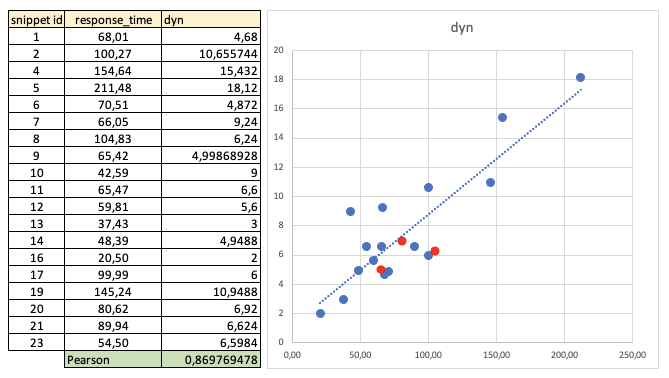 snippet id response_time dyn
1 68,01 4,68
2 100,27 10,655744
4 154,64 15,432
5 211,48 18,12
6 70,51 4,872
7 66,05 9,24
8 104,83 6,24
9 65,42 4,99868928
10 42,59 9
11 65,47 6,6
12 59,81 5,6
13 37,43 3
14 48,39 4,9488
16 20,50 2
17 99,99 6
19 145,24 10,9488
20 80,62 6,92
21 89,94 6,624
23 54,50 6,5984
Pearson 0,869769478
dyn
20
18
16
14
12
10
8
6
4
2
0
0,00 50,00 100,00 150,00 200,00 250,00